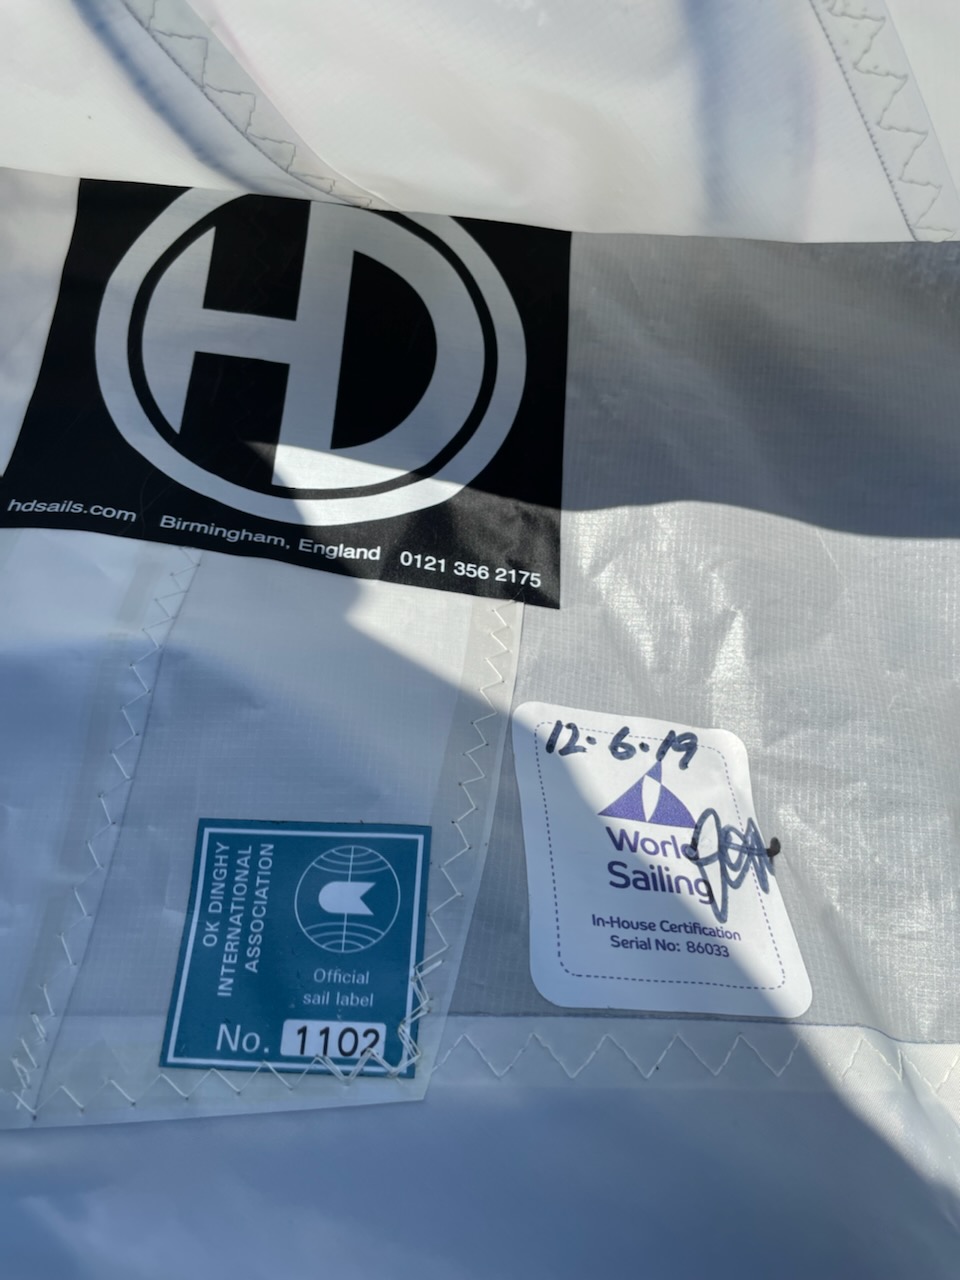 HD
hdsails.com Birmingham, England 0121 356 2175
12.6.19
World
Sailing
In-House Certification
Serial No: 86033
OK DINGHY
INTERNATIONAL
ASSOCIATION
Official
sail label
No. 1102